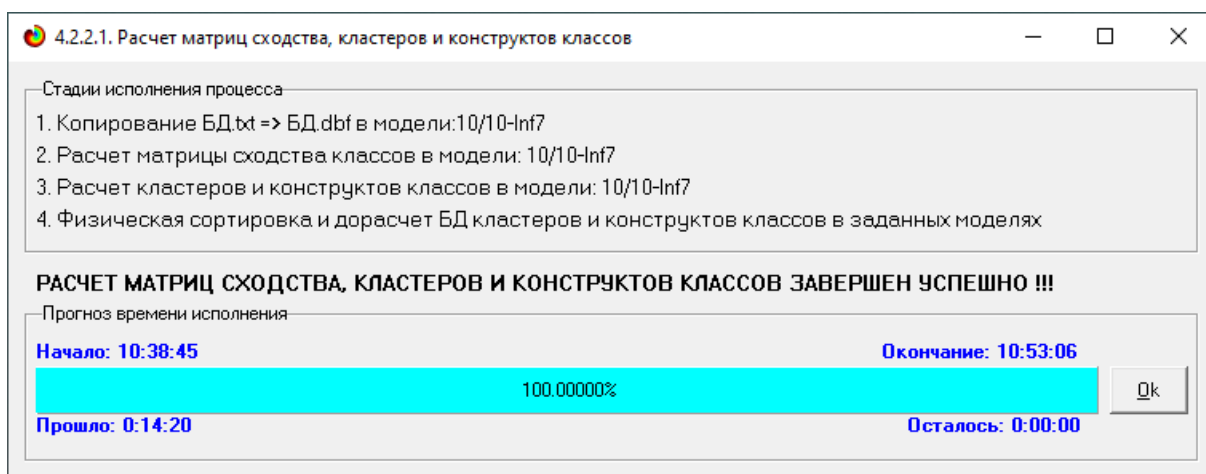 4.2.2.1. Расчет матриц сходства, кластеров и конструктов классов
Стадии исполнения процесса
1. Копирование БД.txt => БД.dbf в модели:10/10-Inf7
2. Расчет матрицы сходства классов в модели: 10/10-Inf7
3. Расчет кластеров и конструктов классов в модели: 10/10-Inf7
4. Физическая сортировка и дорасчет БД кластеров и конструктов классов в заданных моделях
РАСЧЕТ МАТРИЦ СХОДСТВА, КЛАСТЕРОВ И КОНСТРУКТОВ КЛАССОВ ЗАВЕРШЕН УСПЕШНО !!!
Прогноз времени исполнения
Начало: 10:38:45 Окончание: 10:53:06
100.00000% Ok
Прошло: 0:14:20 Осталось: 0:00:00